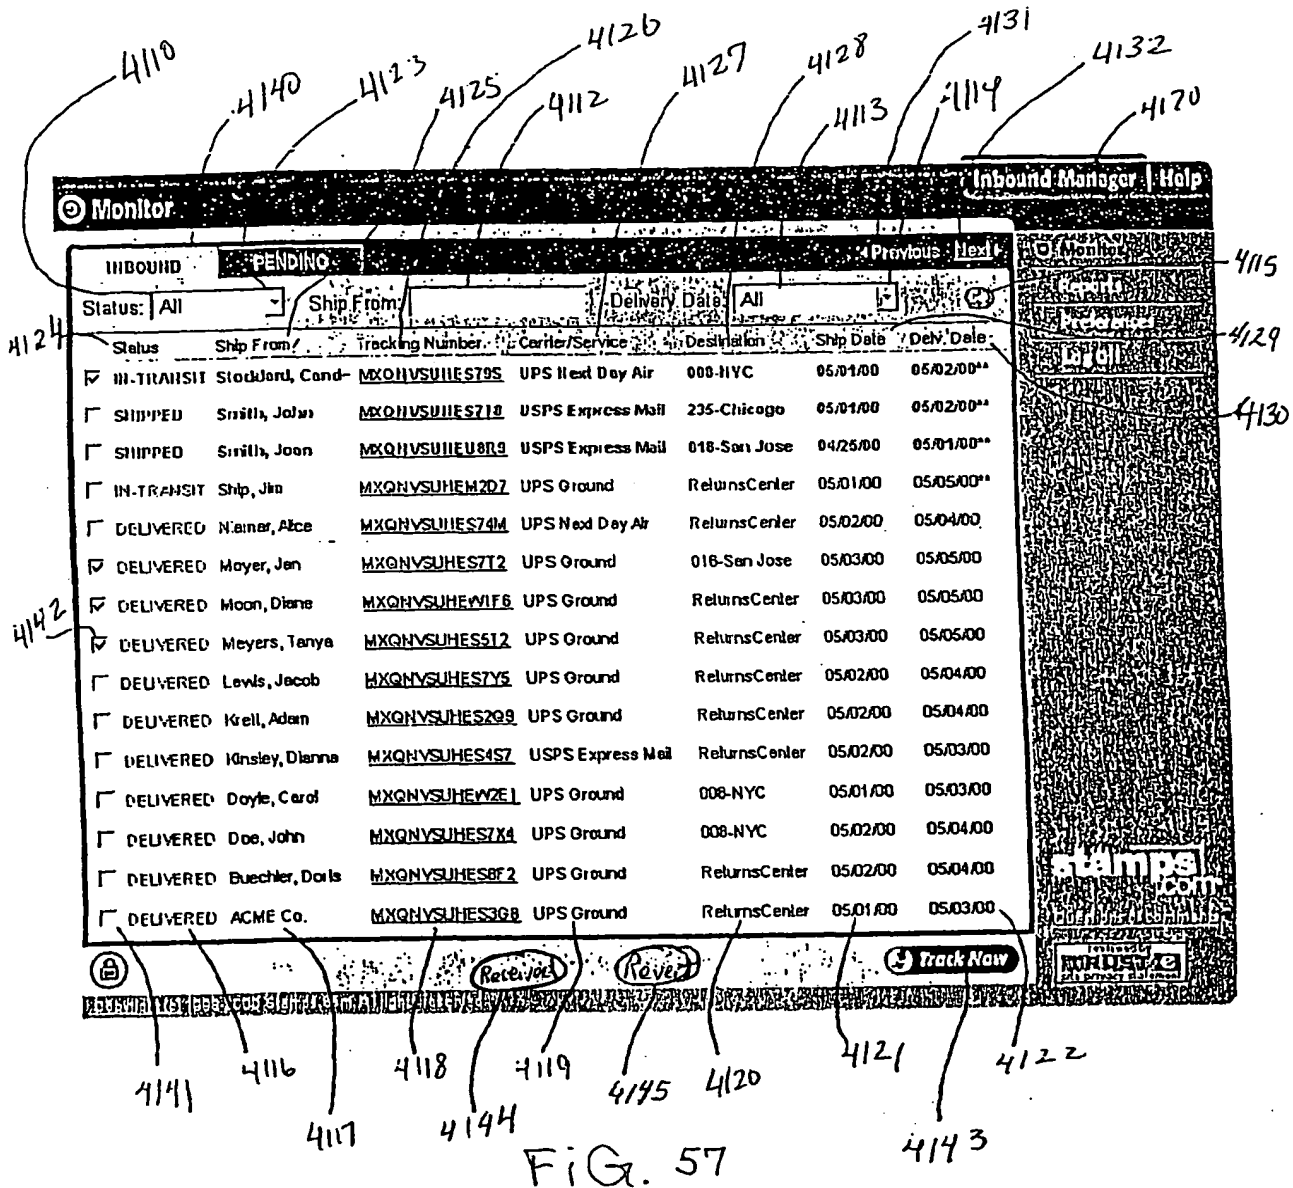 4110
4140
4123
4125
4126
4112
4127
4128
4113
4131
4114
4132
4170
Inbound Manager | Help
Monitor
INBOUND PENDING Previous Next
Monitor
4115
Reports
Status: All Ship From: Delivery Date: All
4124
Log Off
4129
Status Ship From Tracking Number Carrier/Service Destination Ship Date Delv. Date
IN-TRANSIT Stoddard, Cand- UPS Next Day Air 008-NYC 05/01/00 05/02/00**
SHIPPED Smith, John USPS Express Mail 235-Chicago 05/01/00 05/02/00**
4130
SHIPPED Smith, Joan USPS Express Mail 018-San Jose 04/25/00 05/01/00**
IN-TRANSIT Ship, Jim MXQNVSUHEM2D7 UPS Ground ReturnsCenter 05/01/00 05/05/00**
DELIVERED Alice MXQNVSUHES74M UPS Next Day Air ReturnsCenter 05/02/00 05/04/00
DELIVERED Mayer, Jen MXQNVSUHES7T2 UPS Ground 016-San Jose 05/03/00 05/05/00
4142
DELIVERED Moon, Diane MXQNVSUHEW1F6 UPS Ground ReturnsCenter 05/03/00 05/05/00
DELIVERED Meyers, Tanya MXQNVSUHES5T2 UPS Ground ReturnsCenter 05/03/00 05/05/00
DELIVERED Lewis, Jacob MXQNVSUHES7Y5 UPS Ground ReturnsCenter 05/02/00 05/04/00
DELIVERED Krell, Adam MXQNVSUHES2Q9 UPS Ground ReturnsCenter 05/02/00 05/04/00
DELIVERED Kinsley, Dianna MXQNVSUHES4S7 USPS Express Mail ReturnsCenter 05/02/00 05/03/00
DELIVERED Doyle, Carol MXQNVSUHEW2E1 UPS Ground 008-NYC 05/01/00 05/03/00
DELIVERED Doe, John MXQNVSUHES7X4 UPS Ground 008-NYC 05/02/00 05/04/00
DELIVERED Buechler, Doris MXQNVSUHES8F2 UPS Ground ReturnsCenter 05/02/00 05/04/00
DELIVERED ACME Co. MXQNVSUHES3G8 UPS Ground ReturnsCenter 05/01/00 05/03/00
stamps
.com
Track Now
privacy statement
4141
4116
4117
4118
4144
4119
4145
4120
4121
4143
4122
FiG. 57